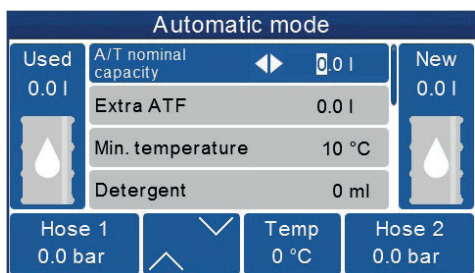 Automatic mode
Used
0.0 l
A/T nominal
capacity
0.0 l
Extra ATF 0.0 l
Min. temperature 10 °C
Detergent 0 ml
New
0.0 l
Hose 1
0.0 bar
Temp
0 °C
Hose 2
0.0 bar